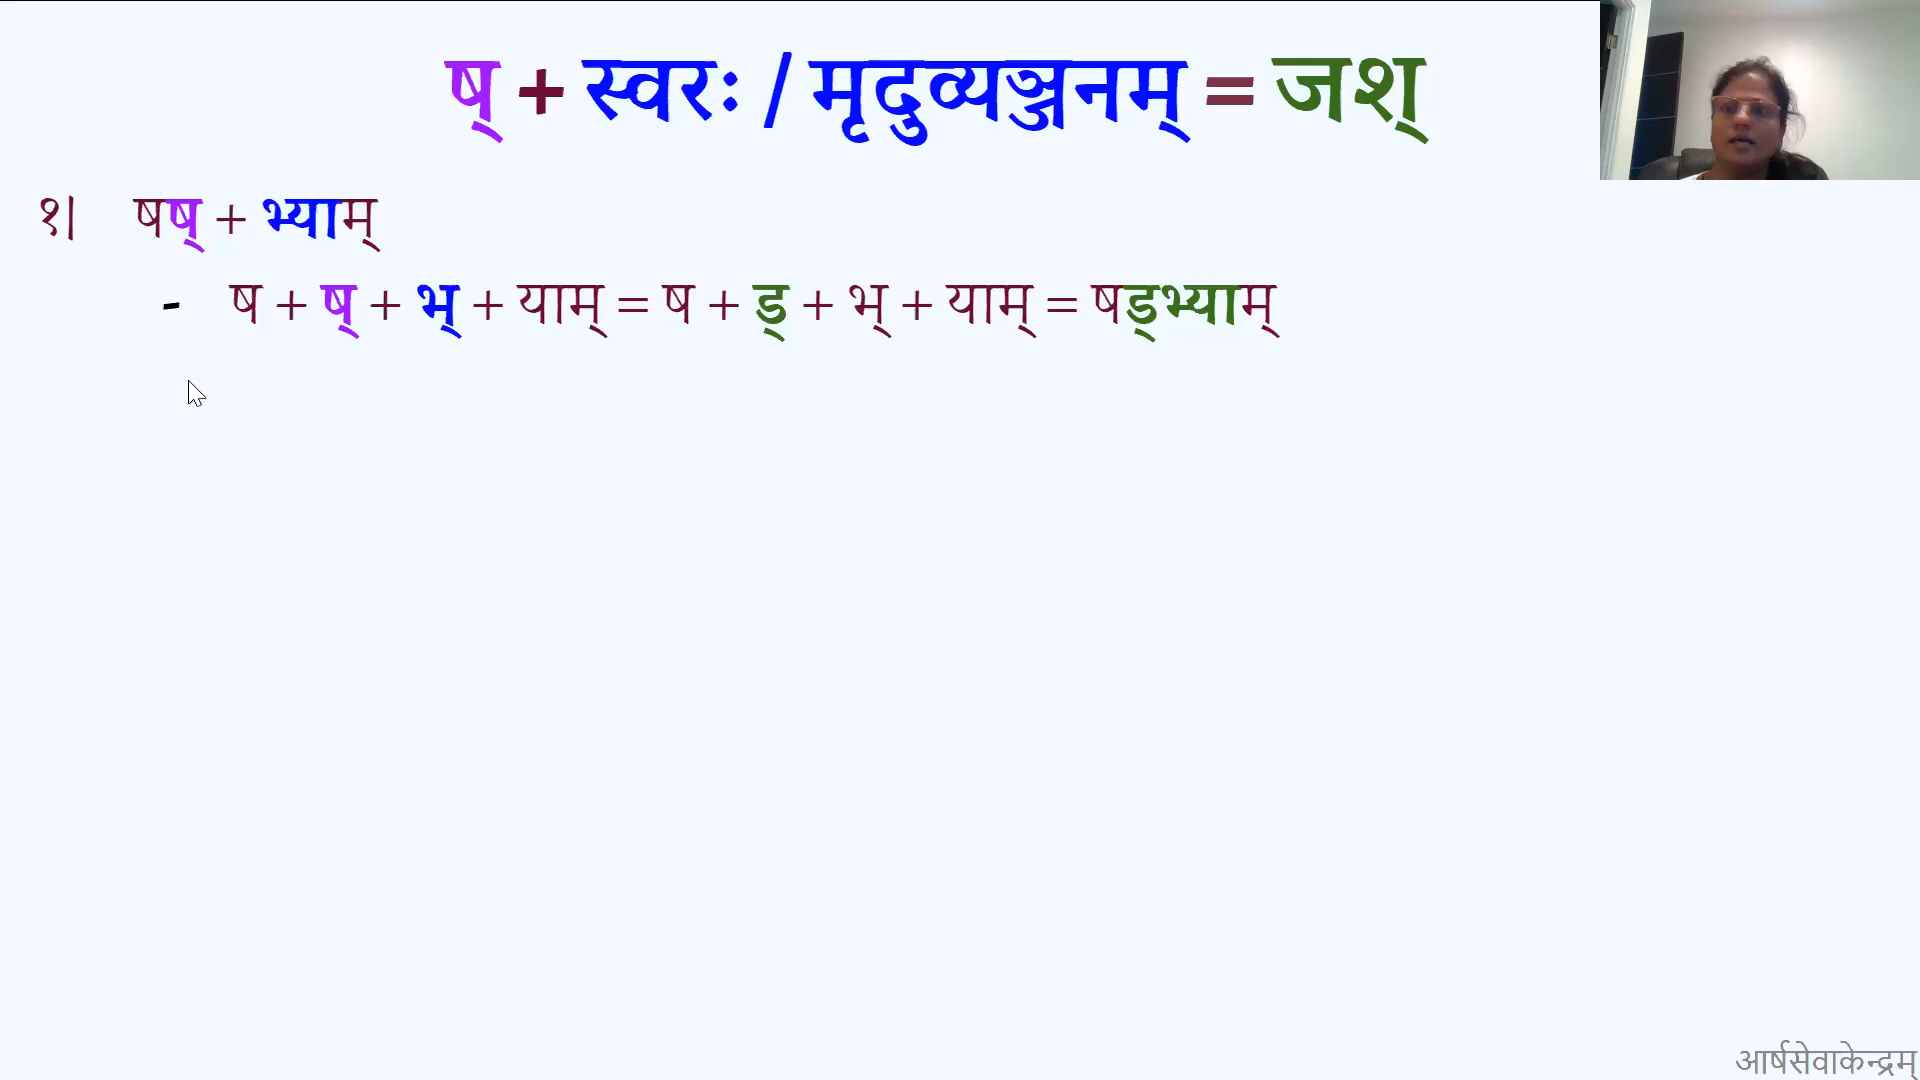 ष् + स्वरः / मृदुव्यञ्जनम् = जश्
१| षष् + भ्याम्
- ष + ष् + भ् + याम् = ष + ड् + भ् + याम् = षड्भ्याम्
आर्षसेवाकेन्द्रम्